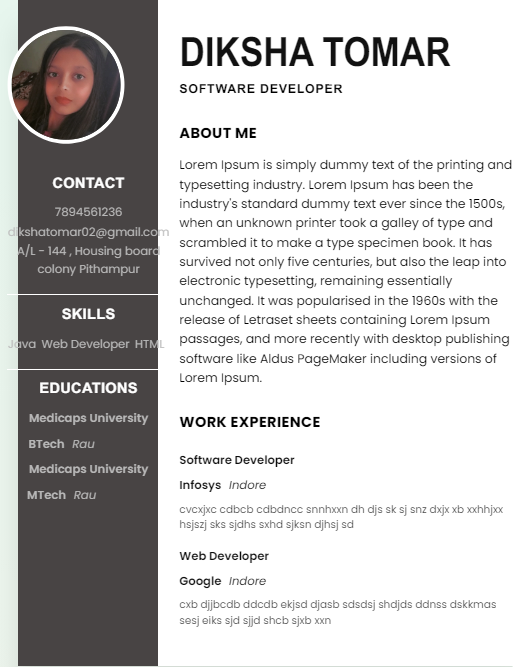 DIKSHA TOMAR
SOFTWARE DEVELOPER
CONTACT
7894561236
dikshatomar02@gmail.com
A/L - 144 , Housing board
colony Pithampur
SKILLS
Java Web Developer HTML
EDUCATIONS
Medicaps University
BTech Rau
Medicaps University
MTech Rau
ABOUT ME
Lorem Ipsum is simply dummy text of the printing and
typesetting industry. Lorem Ipsum has been the
industry's standard dummy text ever since the 1500s,
when an unknown printer took a galley of type and
scrambled it to make a type specimen book. It has
survived not only five centuries, but also the leap into
electronic typesetting, remaining essentially
unchanged. It was popularised in the 1960s with the
release of Letraset sheets containing Lorem Ipsum
passages, and more recently with desktop publishing
software like Aldus PageMaker including versions of
Lorem Ipsum.
WORK EXPERIENCE
Software Developer
Infosys Indore
cvcxjxc cdbcb cdbdncc snnhxxn dh djs sk sj snz dxjx xb xxhhjxx
hsjszj sks sjdhs sxhd sjksn djhsj sd
Web Developer
Google Indore
cxb djjbcdb ddcdb ekjsd djasb sdsdsj shdjds ddnss dskkmas
sesj eiks sjd sjjd shcb sjxb xxn